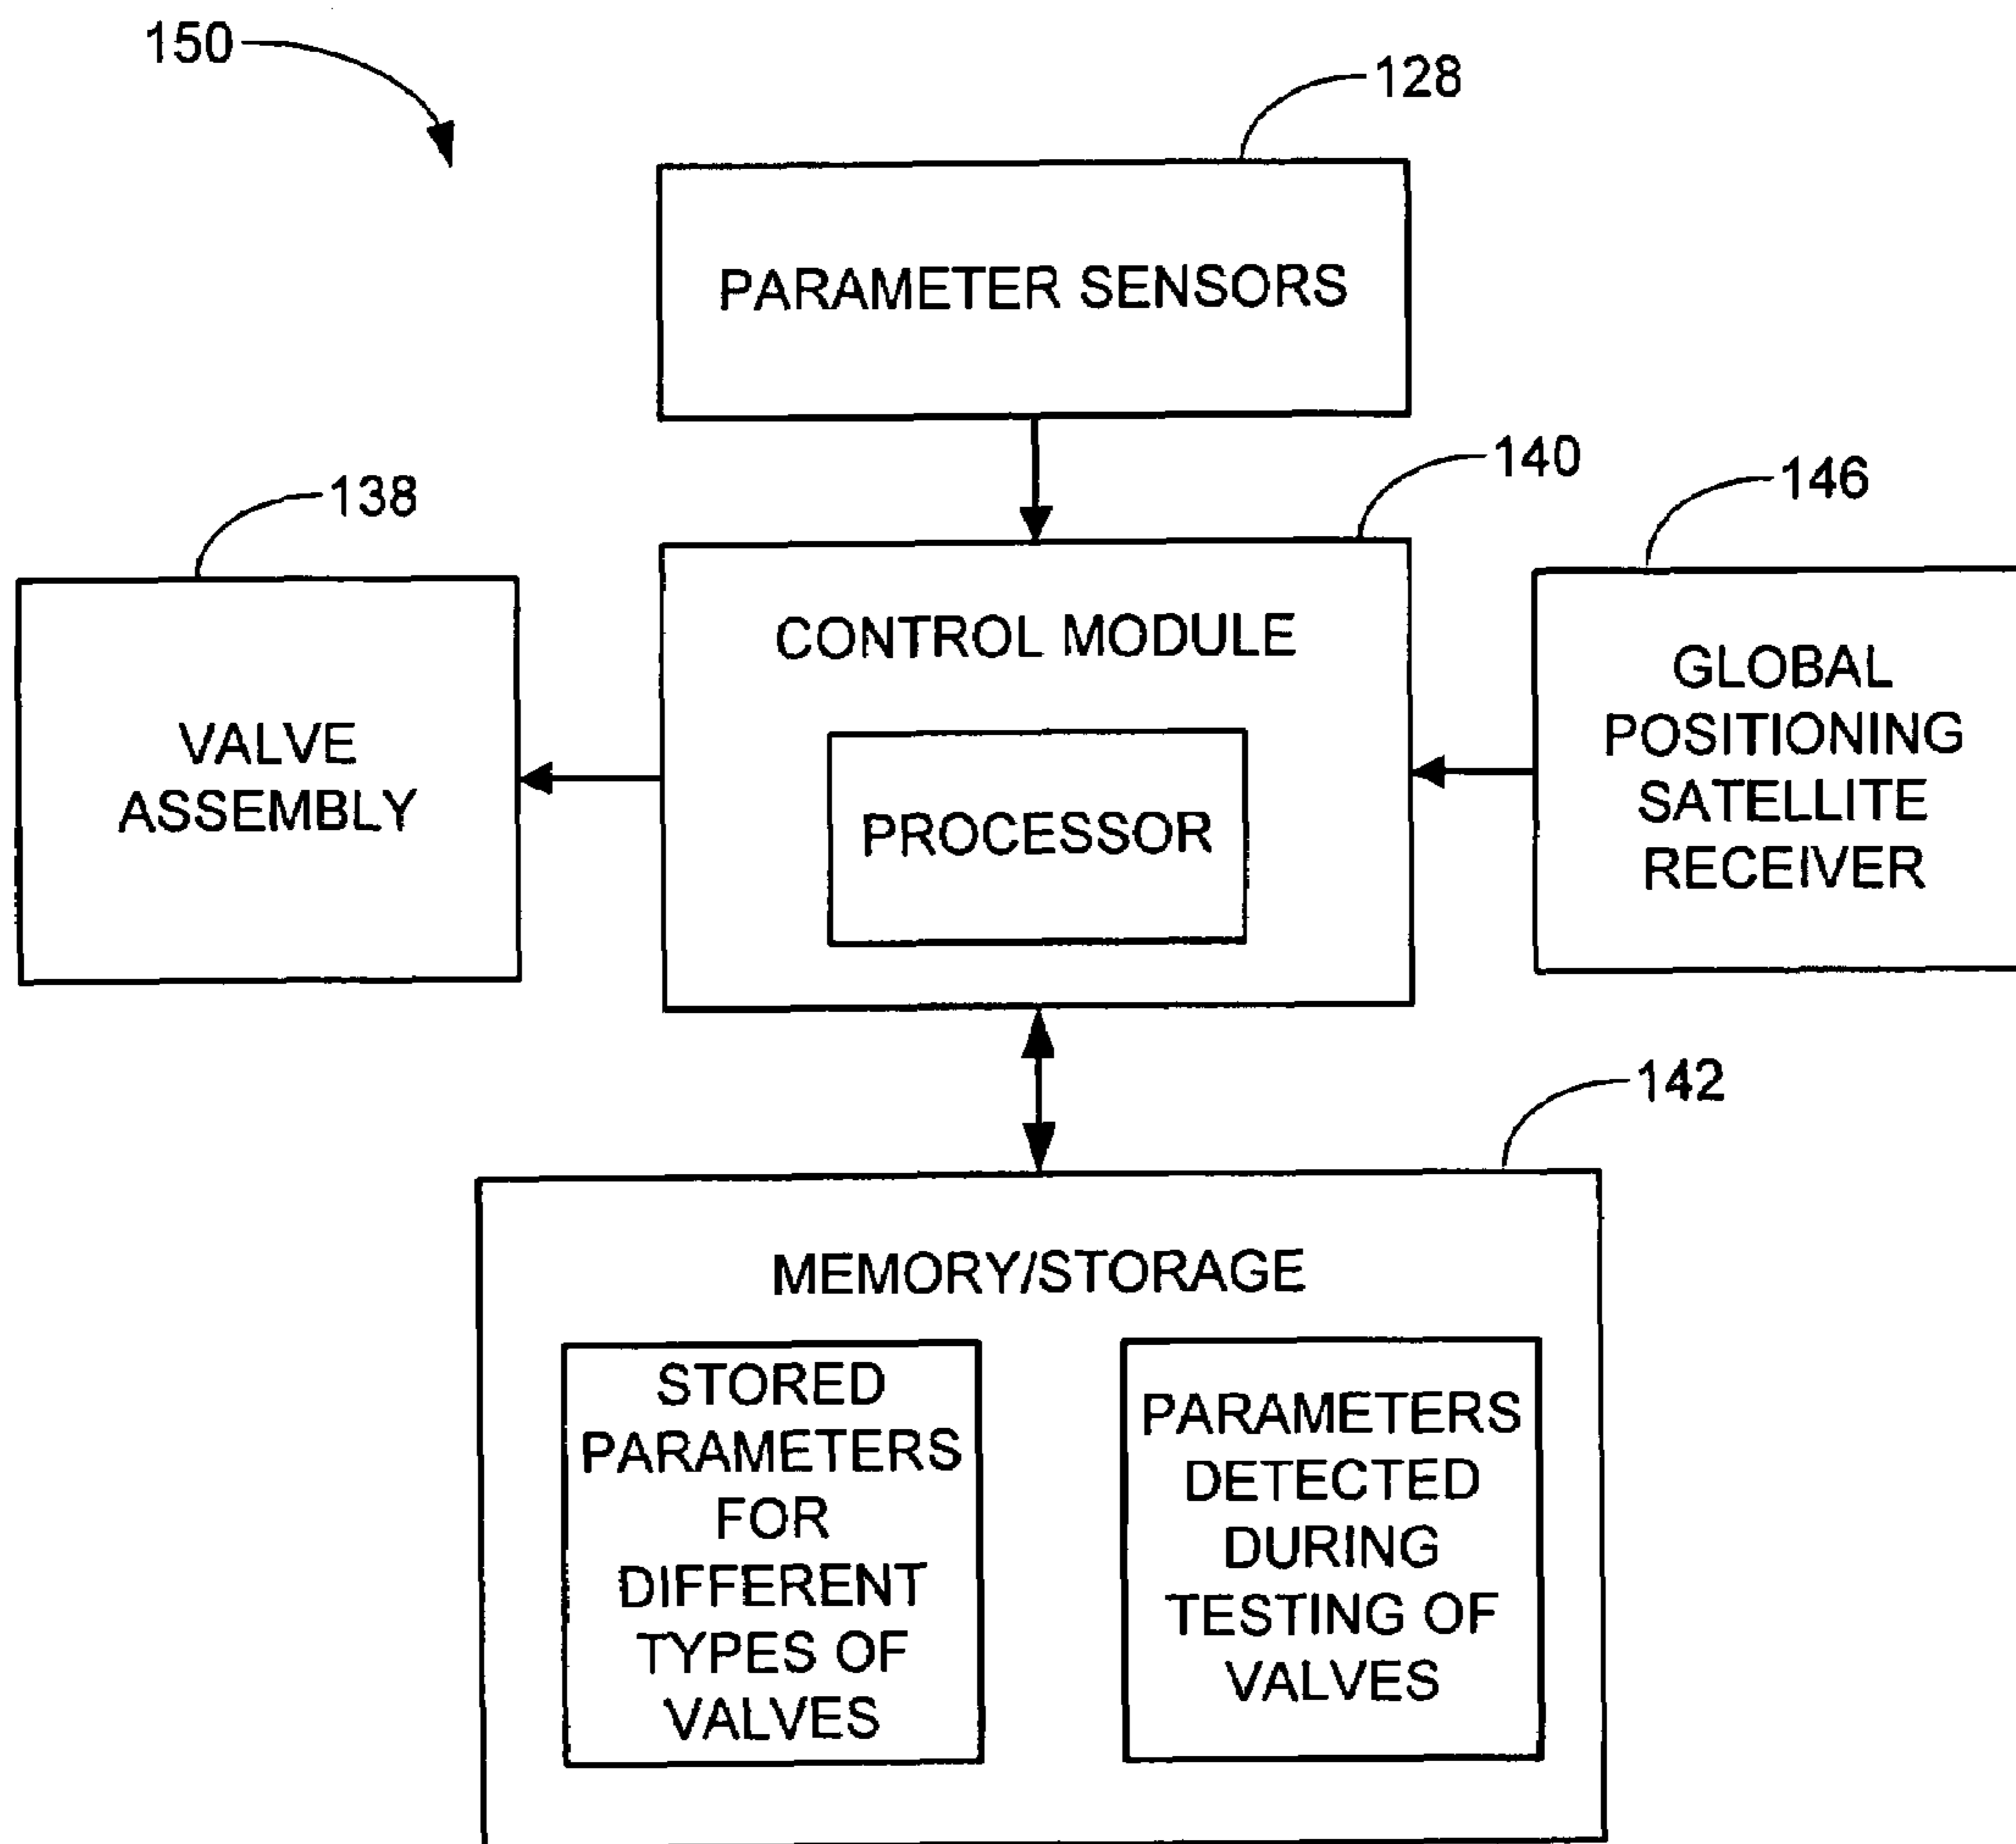 150
128
PARAMETER SENSORS
138
140
146
VALVE
ASSEMBLY
CONTROL MODULE
PROCESSOR
GLOBAL
POSITIONING
SATELLITE
RECEIVER
142
MEMORY/STORAGE
STORED
PARAMETERS
FOR
DIFFERENT
TYPES OF
VALVES
PARAMETERS
DETECTED
DURING
TESTING OF
VALVES